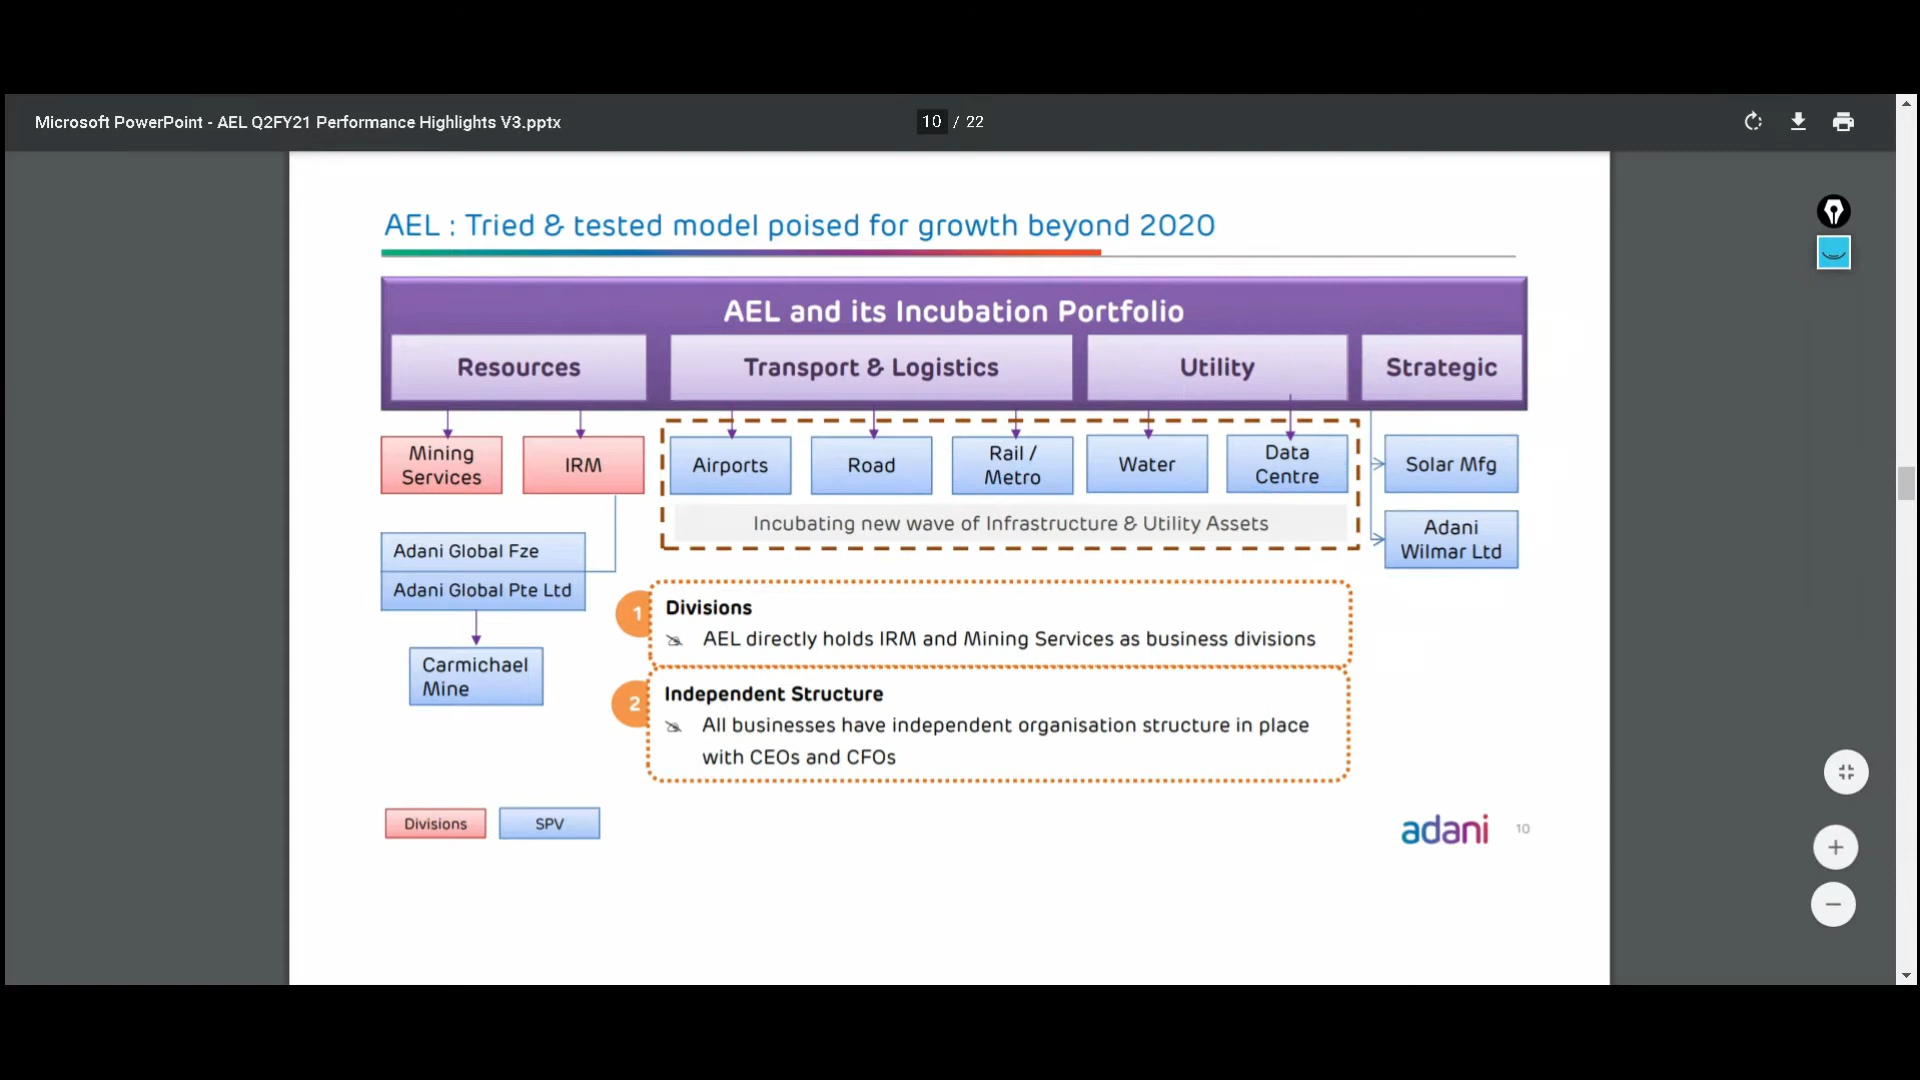 Microsoft PowerPoint - AEL Q2FY21 Performance Highlights V3.pptx
10 / 22
AEL : Tried & tested model poised for growth beyond 2020
AEL and its Incubation Portfolio
Resources
Transport & Logistics
Utility
Strategic
Mining
Services
IRM
Airports
Road
Rail /
Metro
Water
Data
Centre
Solar Mfg
Incubating new wave of Infrastructure & Utility Assets
Adani
Wilmar Ltd
Adani Global Fze
Adani Global Pte Ltd
Carmichael
Mine
1
Divisions
AEL directly holds IRM and Mining Services as business divisions
2
Independent Structure
All businesses have independent organisation structure in place
with CEOs and CFOs
Divisions
SPV
adani
10